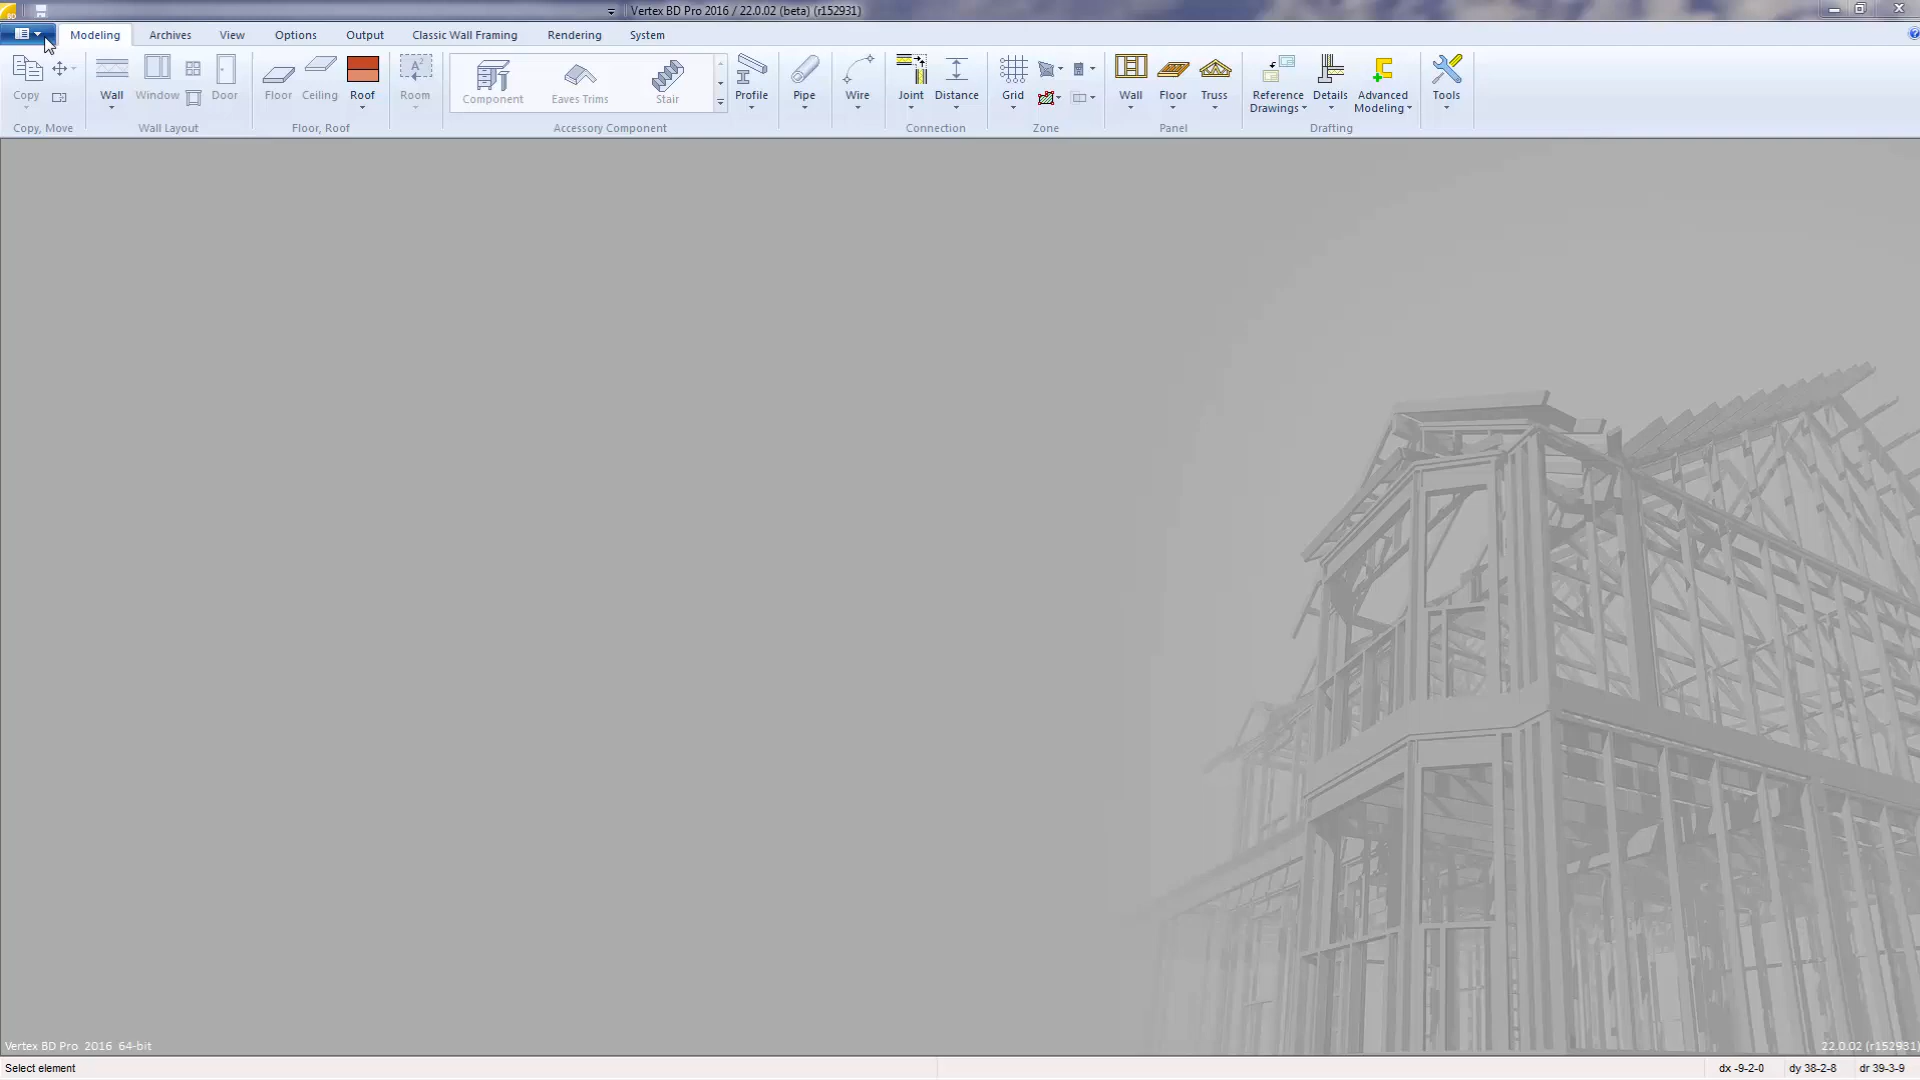 Vertex BD Pro 2016 / 22.0.02 (beta) (r152931)
Modeling Archives View Options Output Classic Wall Framing Rendering System
Copy Wall Window Door Floor Ceiling Roof Room Component Eaves Trims Stair Profile Pipe Wire Joint Distance Grid Wall Floor Truss Reference Drawings Details Advanced Modeling Tools
Copy, Move Wall Layout Floor, Roof Accessory Component Connection Zone Panel Drafting
Vertex BD Pro 2016 64-bit 22.0.02 (r152931)
Select element dx -9-2-0 dy 38-2-8 dr 39-3-9